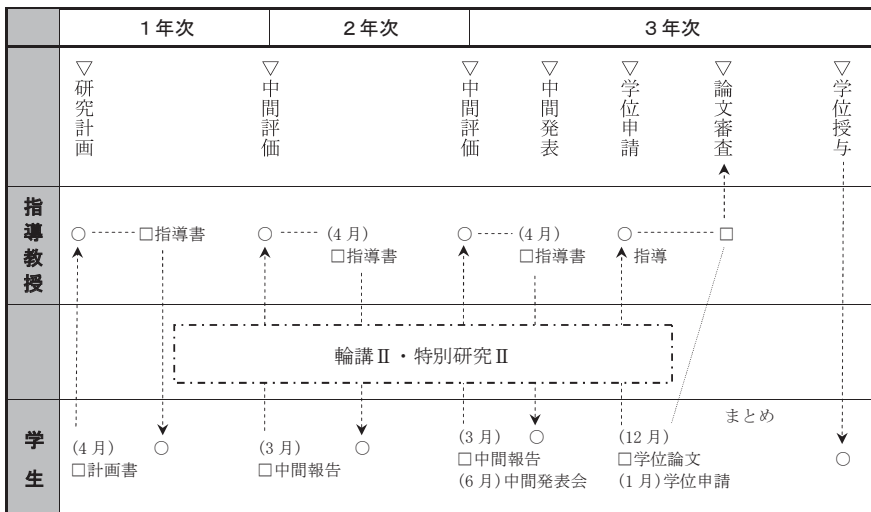 1年次 2年次 3年次
▽研究計画
▽中間評価
▽中間評価
▽中間発表
▽学位申請
▽論文審査
▽学位授与
指導教授
○ □指導書
○ (4月)
□指導書
○ (4月)
□指導書
○ □
指導
輪講Ⅱ・特別研究Ⅱ
学生
(4月) ○
□計画書
(3月) ○
□中間報告
(3月) ○
□中間報告
(6月)中間発表会
(12月)
□学位論文
(1月)学位申請
まとめ
○